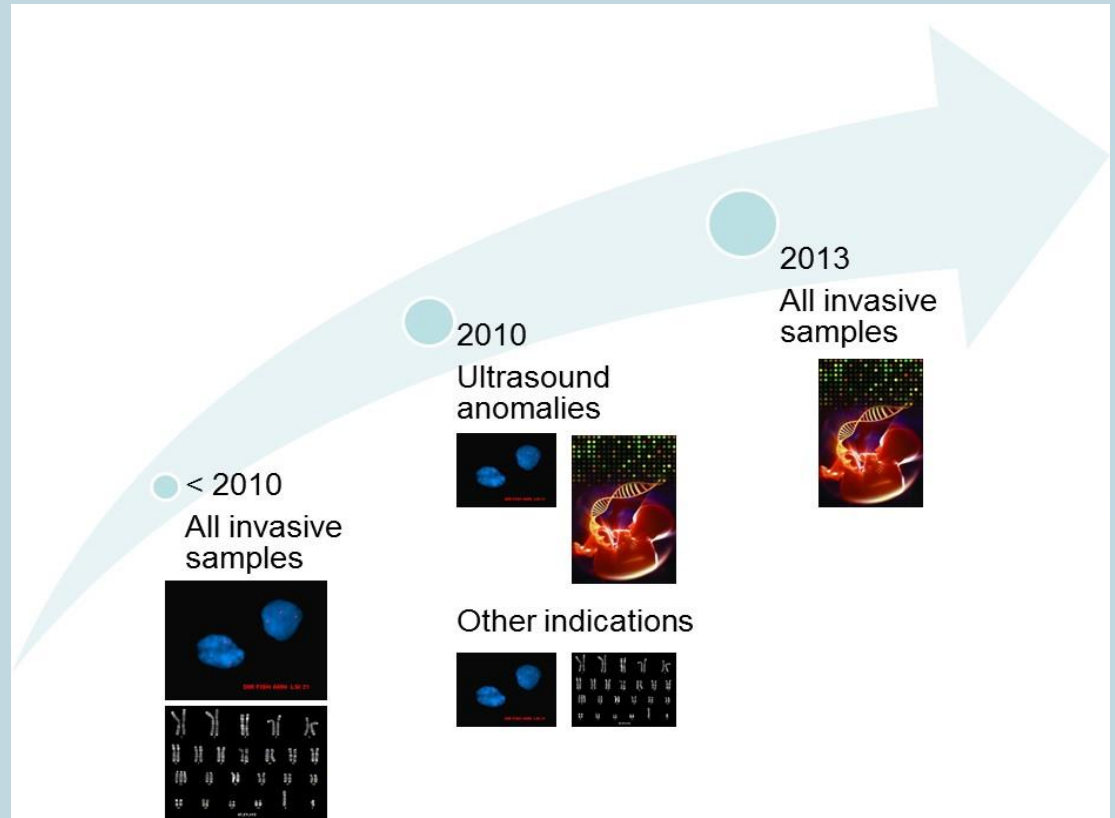 < 2010
All invasive
samples
2010
Ultrasound
anomalies
Other indications
2013
All invasive
samples